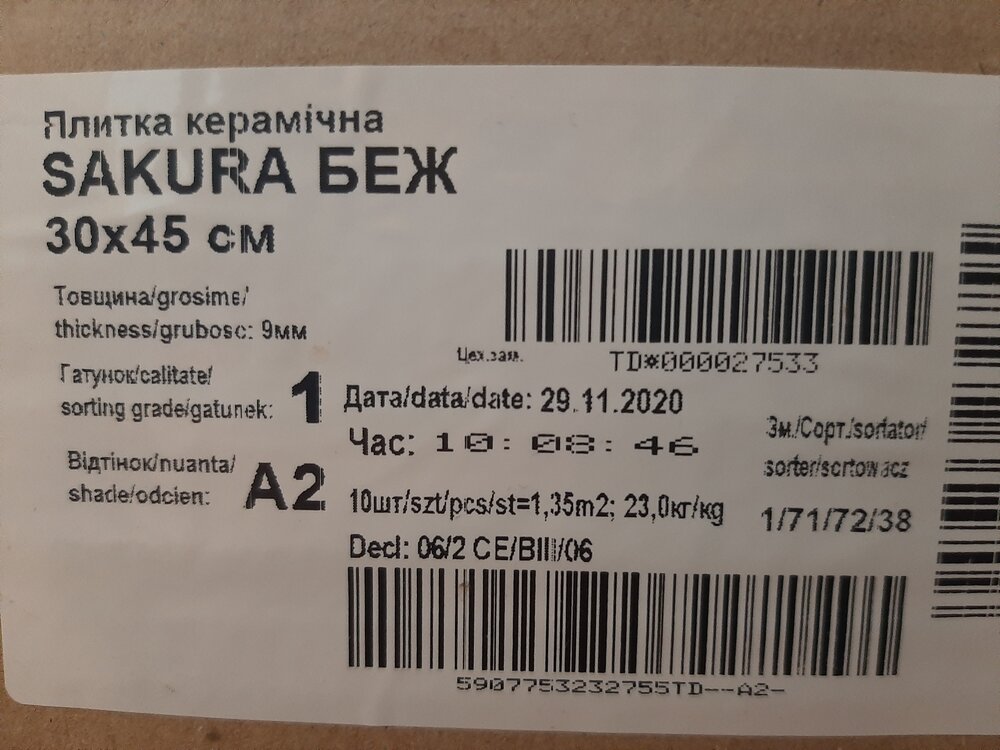 Плитка керамічна
SAKURA БЕЖ
30x45 см
Товщина/grosime/
thickness/grubosc: 9мм
Цех.зам.
TD*000027533
Гатунок/calitate/
sorting grade/gatunek: 1
Дата/data/date: 29.11.2020
Час: 10:08:46
Зм./Сорт./sortator/
sorter/sortowacz
Відтінок/nuanta/
shade/odcien: A2
10шт/szt/pcs/st=1,35m2; 23,0кг/kg
1/71/72/38
Decl: 06/2 CE/BIII/06
5907753232755TD--A2-